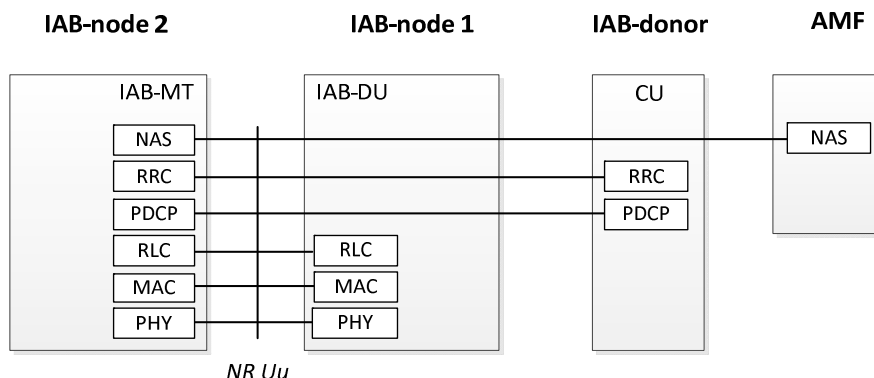 IAB-node 2 IAB-node 1 IAB-donor AMF
IAB-MT IAB-DU CU
NAS NAS
RRC RRC
PDCP PDCP
RLC RLC
MAC MAC
PHY PHY
NR Uu